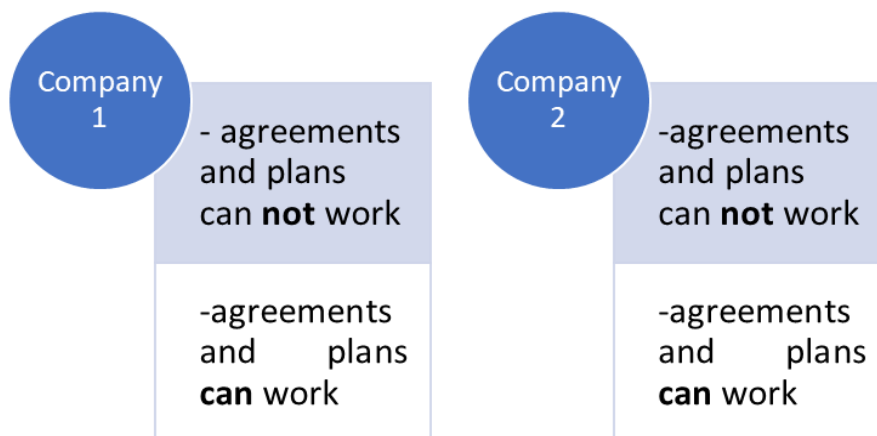 Company
1
- agreements
and plans
can not work
-agreements
and plans
can work
Company
2
-agreements
and plans
can not work
-agreements
and plans
can work